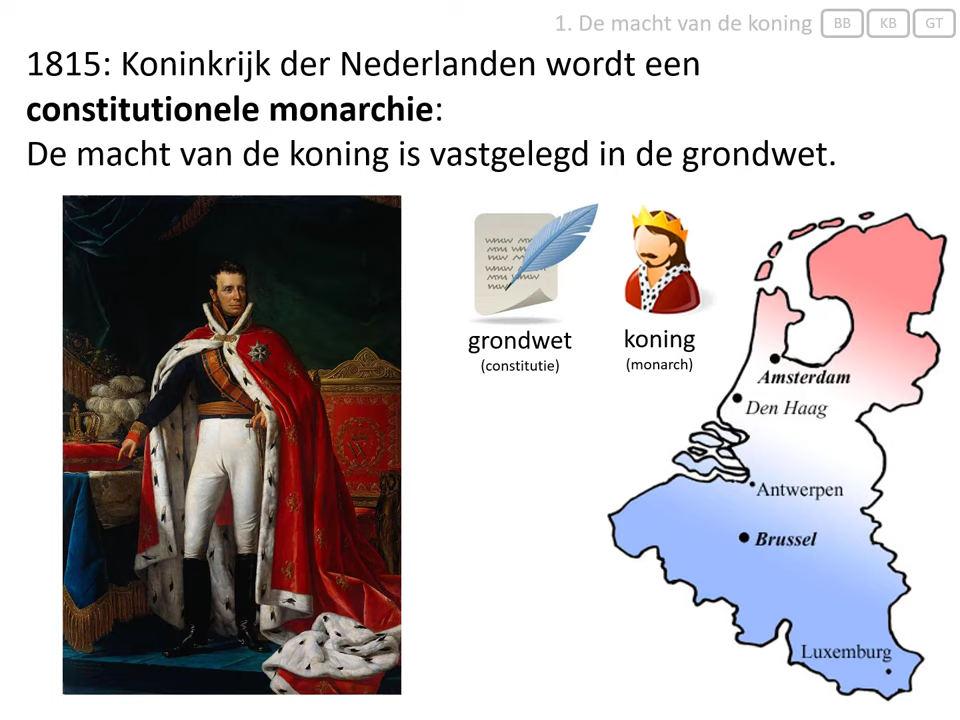 1. De macht van de koning BB KB GT
1815: Koninkrijk der Nederlanden wordt een
constitutionele monarchie:
De macht van de koning is vastgelegd in de grondwet.
grondwet
(constitutie)
koning
(monarch)
Amsterdam
Den Haag
Antwerpen
Brussel
Luxemburg